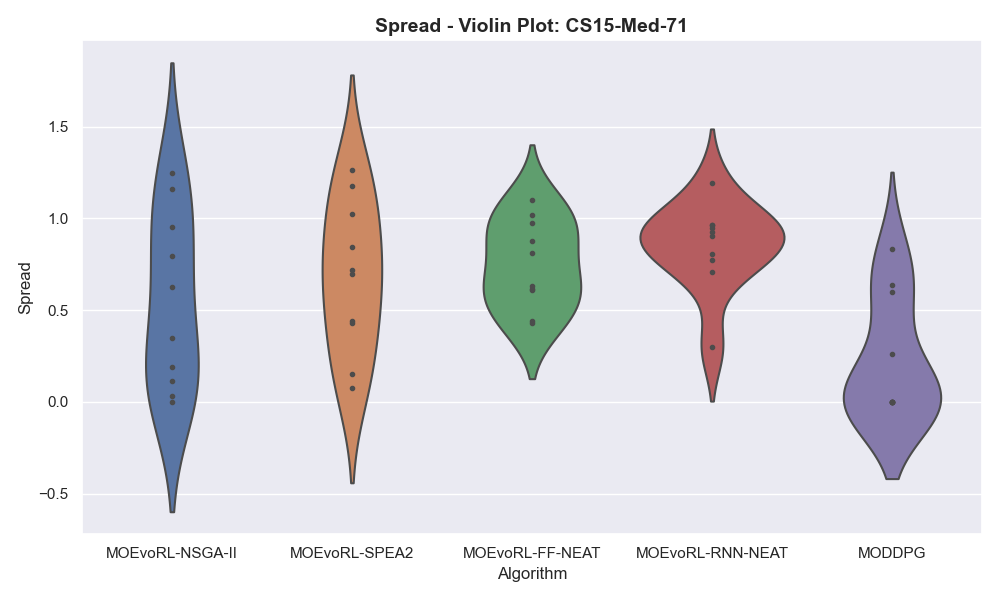 Spread - Violin Plot: CS15-Med-71
1.5
1.0
0.5
0.0
−0.5
Spread
MOEvoRL-NSGA-II MOEvoRL-SPEA2 MOEvoRL-FF-NEAT MOEvoRL-RNN-NEAT MODDPG
Algorithm